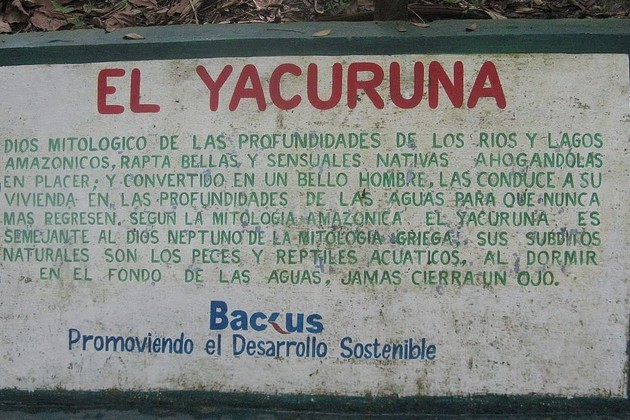 EL YACURUNA
DIOS MITOLOGICO DE LAS PROFUNDIDADES DE LOS RIOS Y LAGOS
AMAZONICOS, RAPTA BELLAS, Y SENSUALES NATIVAS AHOGANDOLAS
EN PLACER; Y CONVERTIDO EN UN BELLO HOMBRE, LAS CONDUCE A SU
VIVIENDA EN LAS PROFUNDIDADES DE LAS AGUAS PARA QUE NUNCA
MAS REGRESEN. SEGUN LA MITOLOGIA AMAZONICA EL YACURUNA ES
SEMEJANTE AL DIOS NEPTUNO DE LA MITOLOGIA GRIEGA, SUS SUBDITOS
NATURALES SON LOS PECES Y REPTILES ACUATICOS, AL DORMIR
EN EL FONDO DE LAS AGUAS, JAMAS CIERRA UN OJO.
Backus
Promoviendo el Desarrollo Sostenible